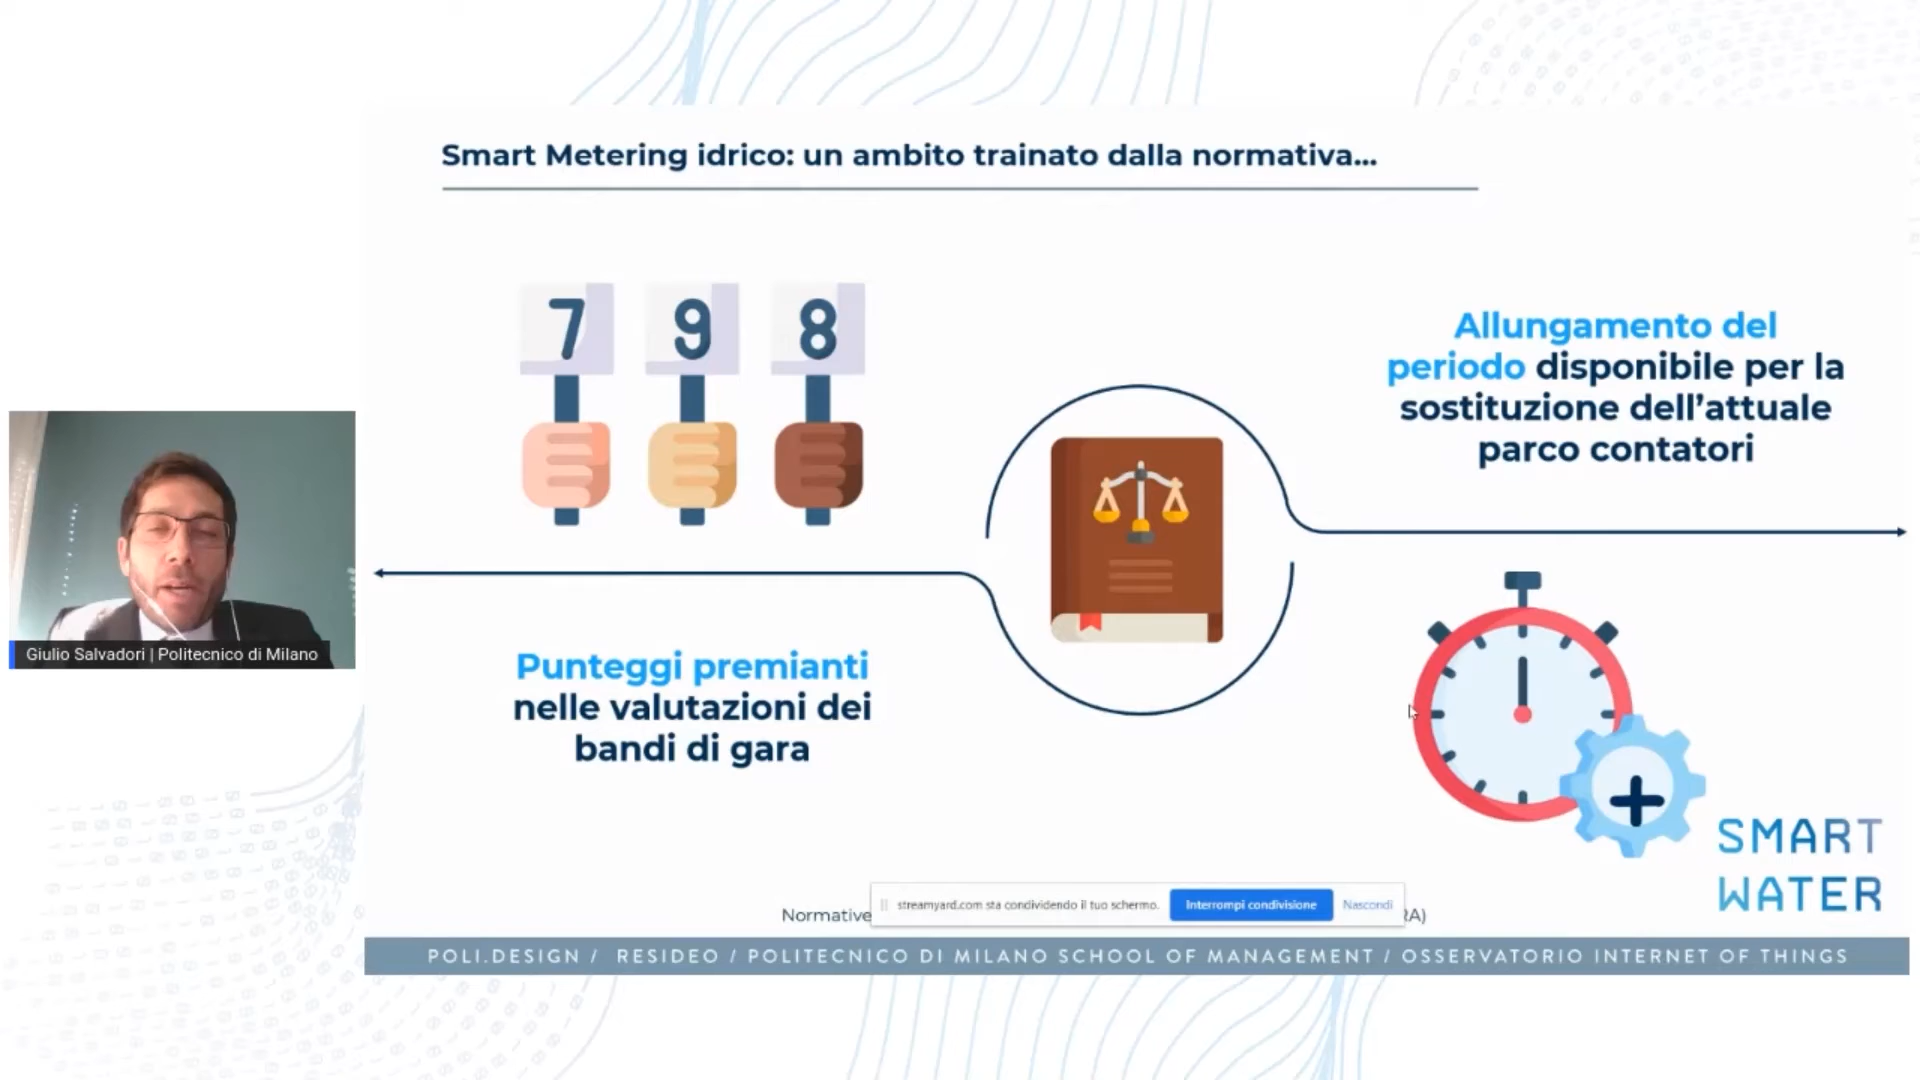 Smart Metering idrico: un ambito trainato dalla normativa...
7 9 8
Allungamento del
periodo disponibile per la
sostituzione dell'attuale
parco contatori
Punteggi premianti
nelle valutazioni dei
bandi di gara
Giulio Salvadori | Politecnico di Milano
SMART
WATER
Normative
streamyard.com sta condividendo il tuo schermo.
Interrompi condivisione
Nascondi
RA)
POLI.DESIGN / RESIDEO / POLITECNICO DI MILANO SCHOOL OF MANAGEMENT / OSSERVATORIO INTERNET OF THINGS